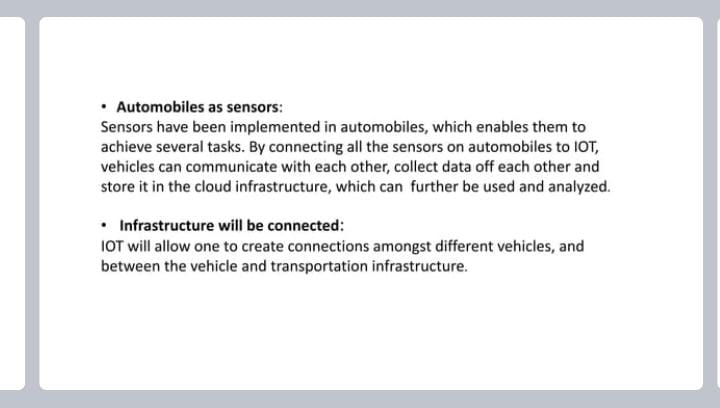 • Automobiles as sensors:
Sensors have been implemented in automobiles, which enables them to
achieve several tasks. By connecting all the sensors on automobiles to IOT,
vehicles can communicate with each other, collect data off each other and
store it in the cloud infrastructure, which can  further be used and analyzed.
• Infrastructure will be connected:
IOT will allow one to create connections amongst different vehicles, and
between the vehicle and transportation infrastructure.